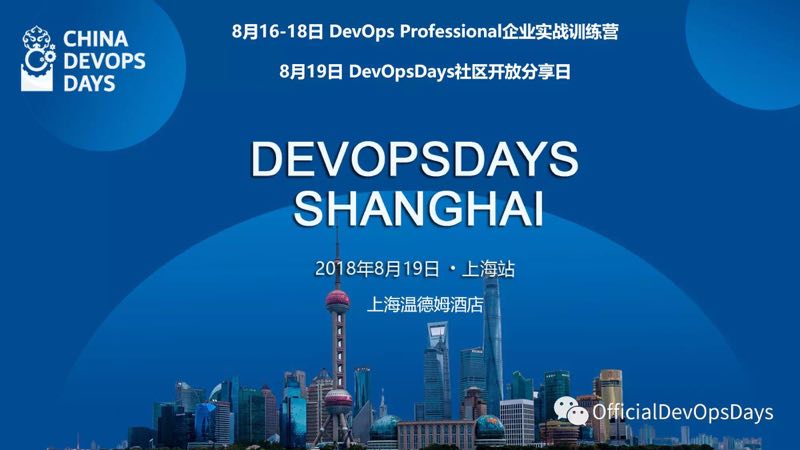 CHINA
DEVOPS
DAYS
8月16-18日 DevOps Professional企业实战训练营
8月19日 DevOpsDays社区开放分享日
DEVOPSDAYS
SHANGHAI
2018年8月19日 · 上海站
上海温德姆酒店
OfficialDevOpsDays